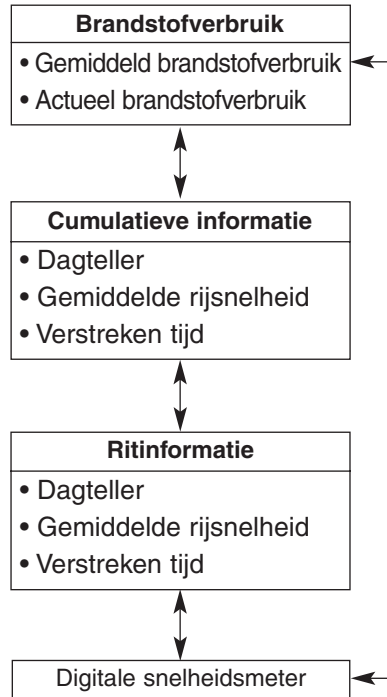 Brandstofverbruik
• Gemiddeld brandstofverbruik
• Actueel brandstofverbruik
Cumulatieve informatie
• Dagteller
• Gemiddelde rijsnelheid
• Verstreken tijd
Ritinformatie
• Dagteller
• Gemiddelde rijsnelheid
• Verstreken tijd
Digitale snelheidsmeter